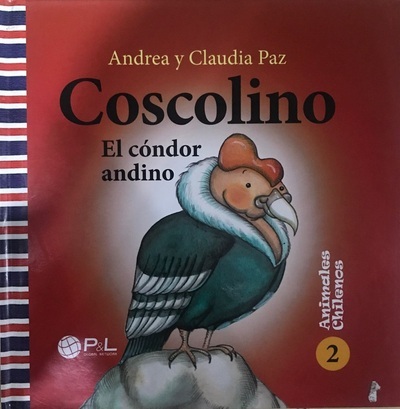 Andrea y Claudia Paz
Coscolino
El cóndor
andino
Animales
Chilenos
P&L
2